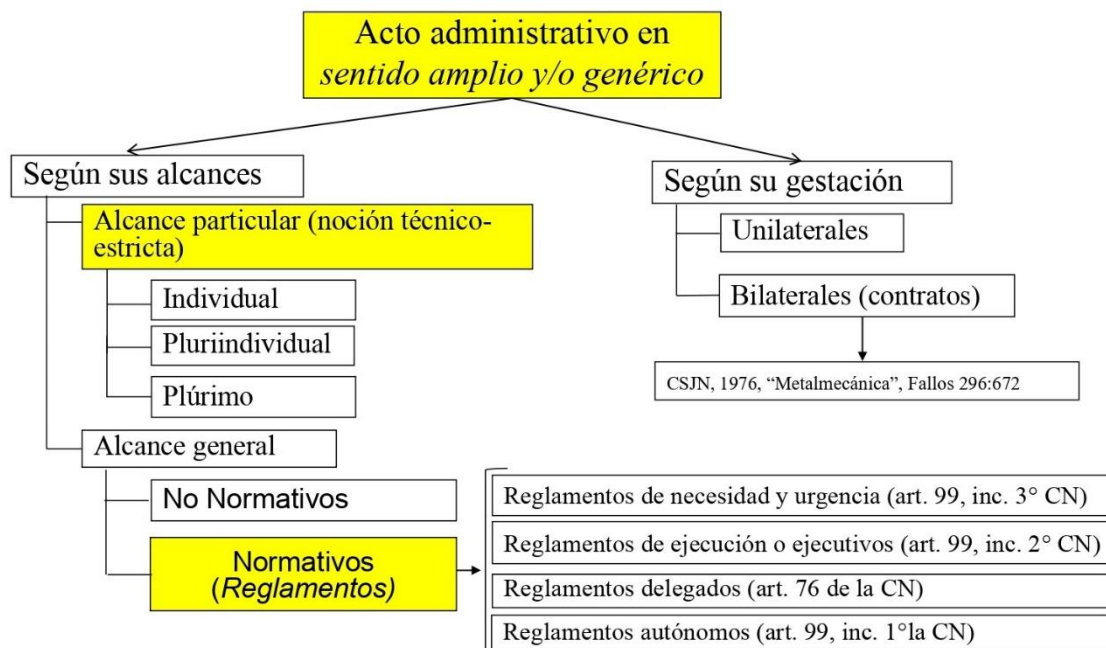 Acto administrativo en
sentido amplio y/o genérico
Según sus alcances
Alcance particular (noción técnico-
estricta)
Individual
Pluriindividual
Plúrimo
Alcance general
No Normativos
Normativos
(Reglamentos)
Reglamentos de necesidad y urgencia (art. 99, inc. 3° CN)
Reglamentos de ejecución o ejecutivos (art. 99, inc. 2° CN)
Reglamentos delegados (art. 76 de la CN)
Reglamentos autónomos (art. 99, inc. 1°la CN)
Según su gestación
Unilaterales
Bilaterales (contratos)
CSJN, 1976, “Metalmecánica”, Fallos 296:672